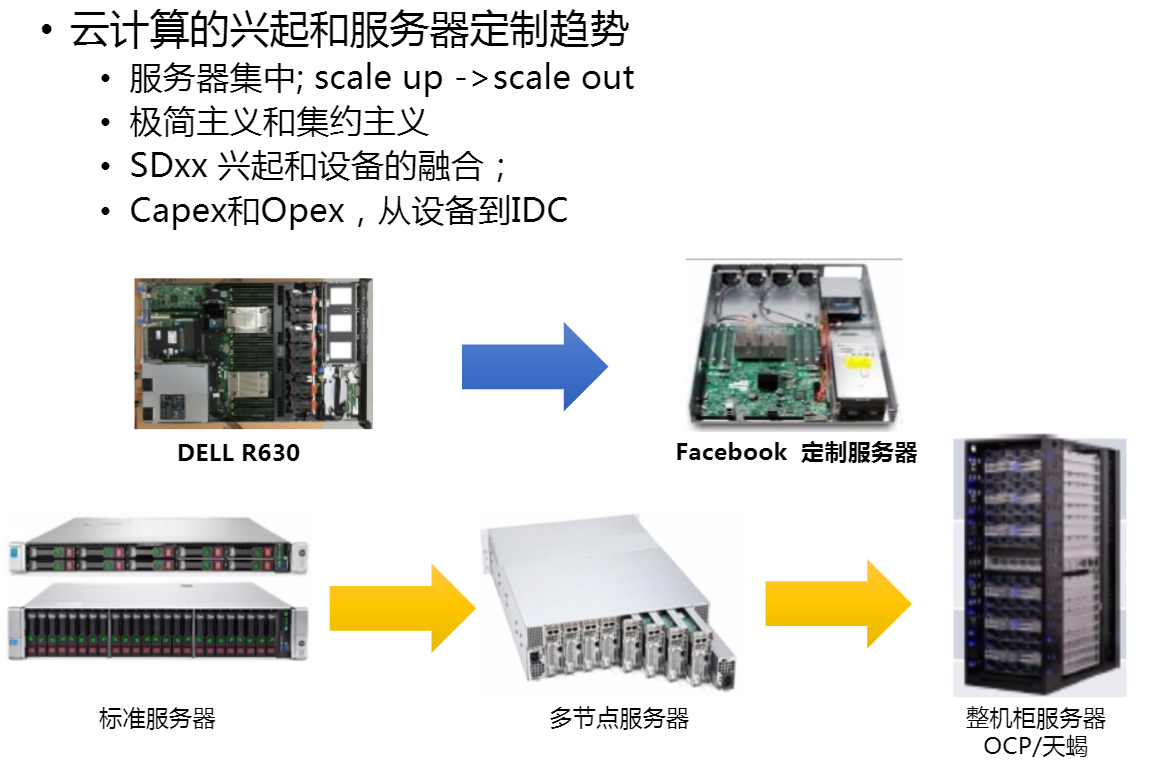 • 云计算的兴起和服务器定制趋势
• 服务器集中; scale up ->scale out
• 极简主义和集约主义
• SDxx 兴起和设备的融合；
• Capex和Opex，从设备到IDC
DELL R630
Facebook 定制服务器
标准服务器
多节点服务器
整机柜服务器
OCP/天蝎